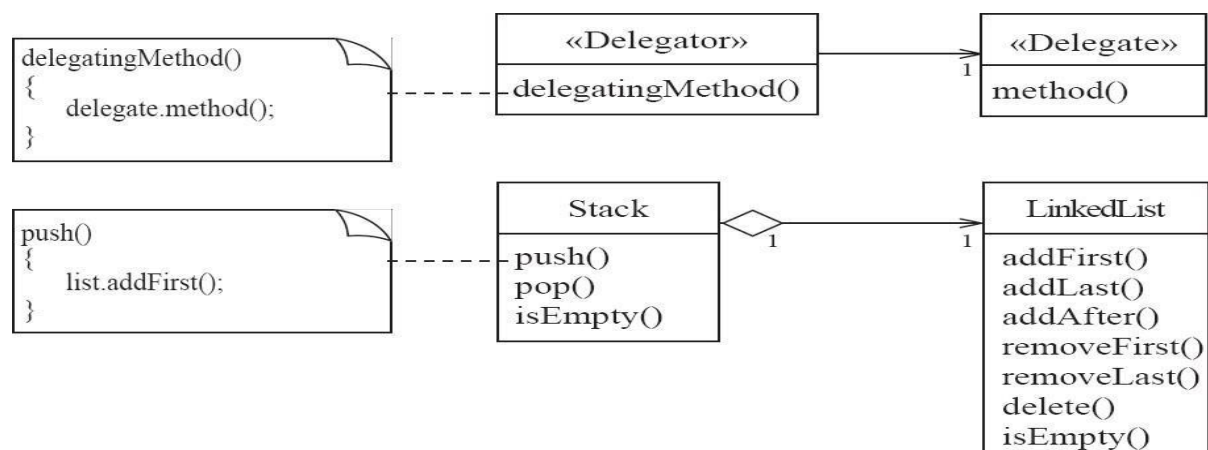 delegatingMethod()
{
delegate.method();
}
«Delegator»
delegatingMethod()
1
«Delegate»
method()
push()
{
list.addFirst();
}
Stack
push()
pop()
isEmpty()
1
1
LinkedList
addFirst()
addLast()
addAfter()
removeFirst()
removeLast()
delete()
isEmpty()